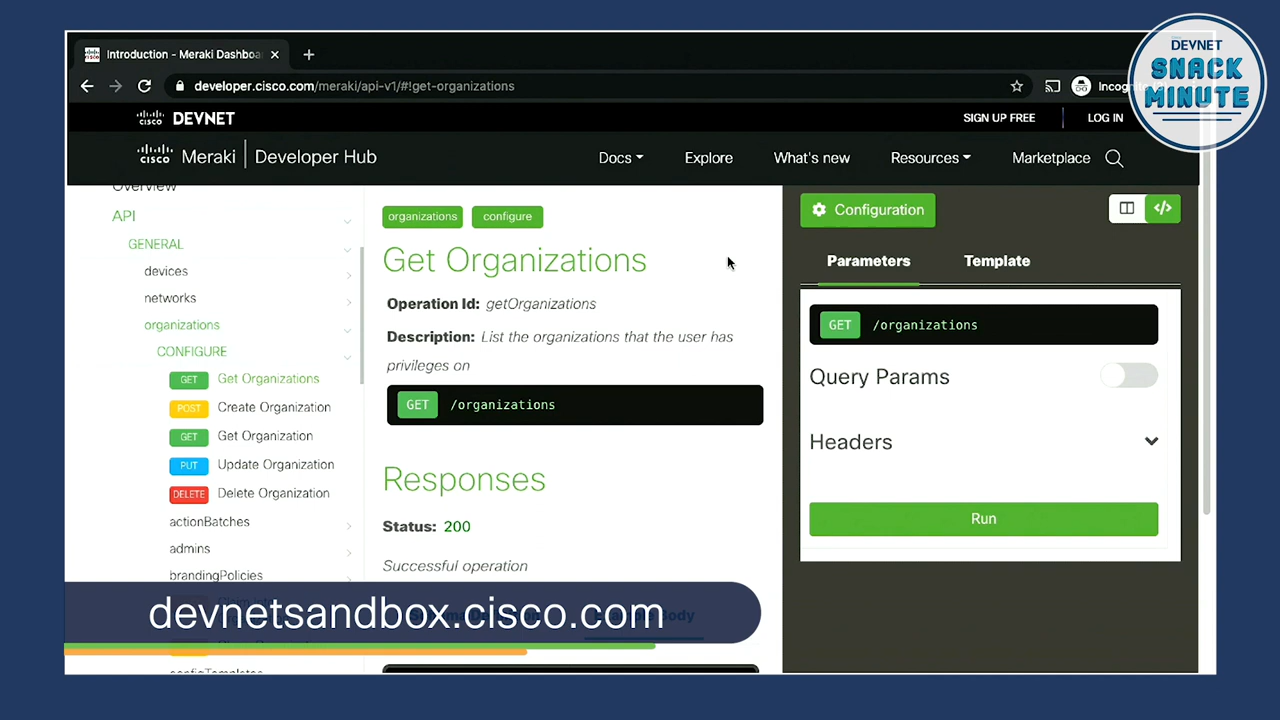 Introduction - Meraki Dashboa
developer.cisco.com/meraki/api-v1/#!get-organizations
DEVNET
SNACK
MINUTE
cisco DEVNET
SIGN UP FREE
LOG IN
cisco Meraki
Developer Hub
Docs
Explore
What's new
Resources
Marketplace
Overview
API
GENERAL
devices
networks
organizations
CONFIGURE
GET Get Organizations
POST Create Organization
GET Get Organization
PUT Update Organization
DELETE Delete Organization
actionBatches
admins
brandingPolicies
organizations
configure
Get Organizations
Operation Id: getOrganizations
Description: List the organizations that the user has
privileges on
GET /organizations
Responses
Status: 200
Successful operation
Configuration
Parameters
Template
GET /organizations
Query Params
Headers
Run
devnetsandbox.cisco.com